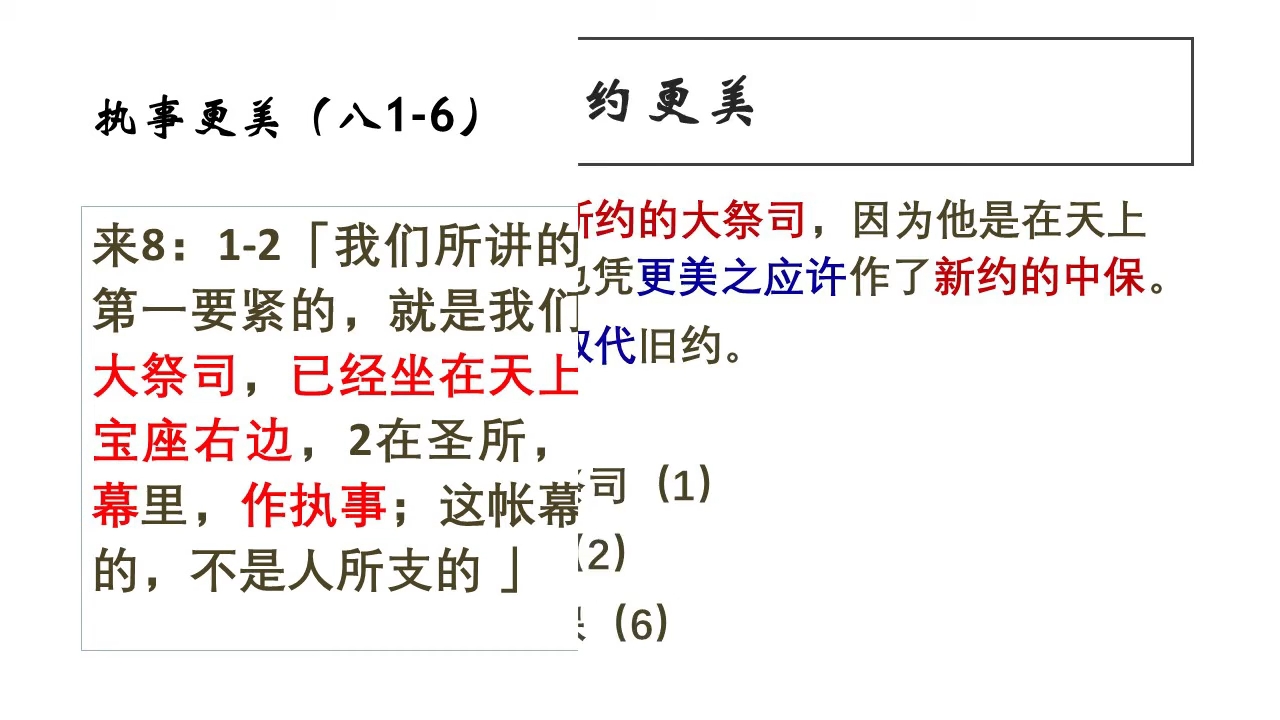 执事更美（八1-6）
约更美
来8：1-2「我们所讲的
第一要紧的，就是我们
大祭司，已经坐在天上
宝座右边，2在圣所，
幕里，作执事；这帐幕
的，不是人所支的 」
新约的大祭司，因为他是在天上
凭更美之应许作了新约的中保。
取代旧约。
司（1）
（2）
（6）